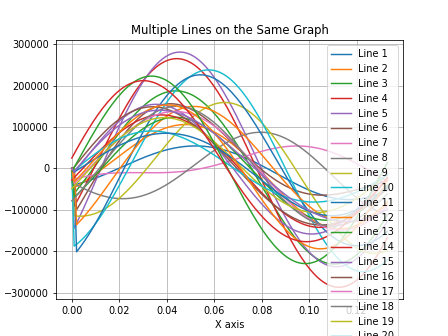 Multiple Lines on the Same Graph
300000
200000
100000
0
-100000
-200000
-300000
0.00
0.02
0.04
0.06
0.08
0.10
X axis
Line 1
Line 2
Line 3
Line 4
Line 5
Line 6
Line 7
Line 8
Line 9
Line 10
Line 11
Line 12
Line 13
Line 14
Line 15
Line 16
Line 17
Line 18
Line 19
Line 20